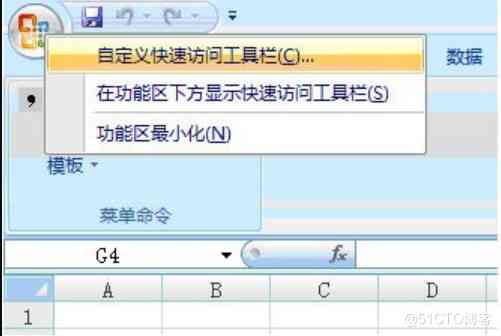 自定义快速访问工具栏(C)...
数据
在功能区下方显示快速访问工具栏(S)
,
功能区最小化(N)
模板
菜单命令
G4
fx
A B C D
1
@51CTO博客